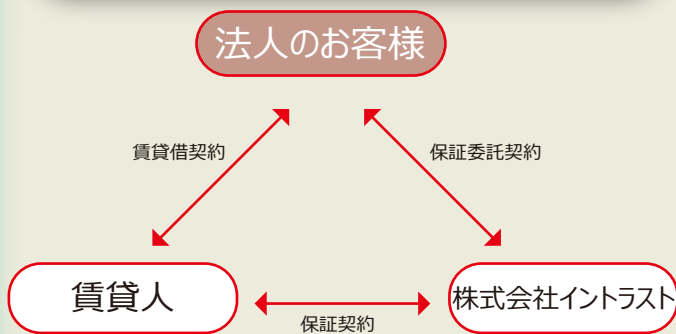 法人のお客様
賃貸借契約
保証委託契約
賃貸人
株式会社イントラスト
保証契約